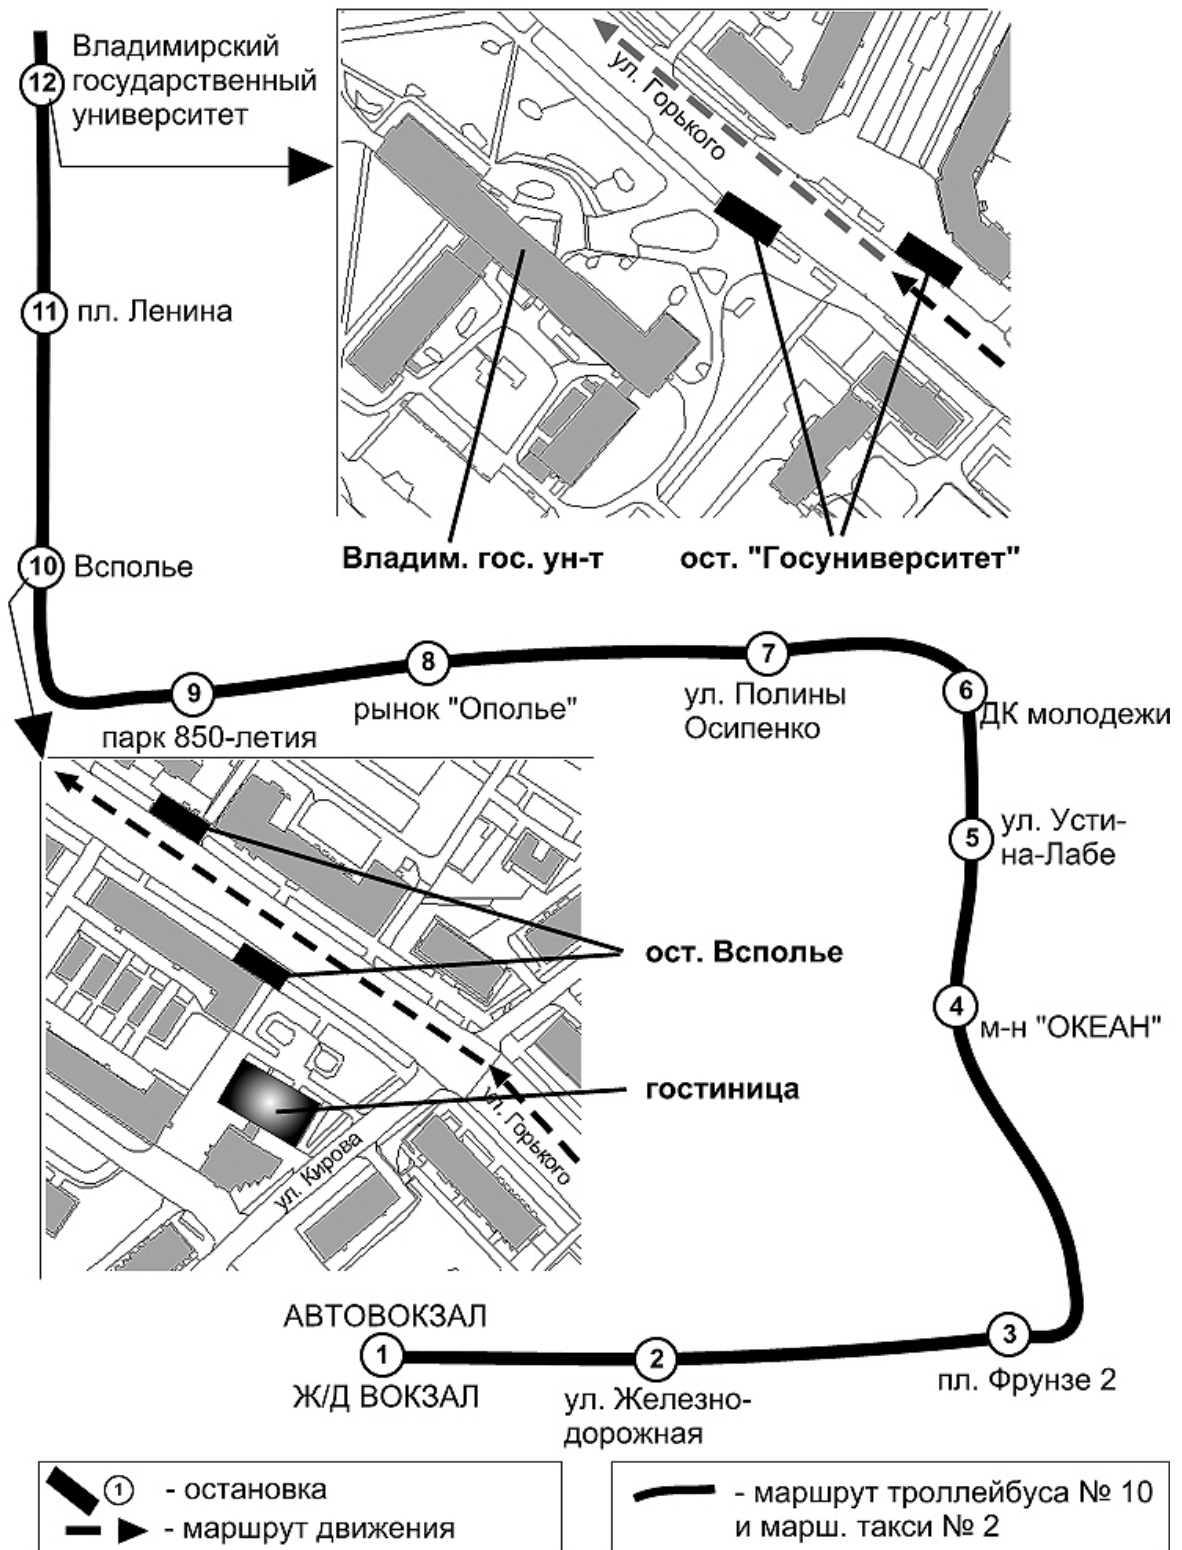 12
Владимирский
государственный
университет
ул. Горького
11
пл. Ленина
Владим. гос. ун-т
ост. "Госуниверситет"
10
Всполье
9
парк 850-летия
8
рынок "Ополье"
7
ул. Полины
Осипенко
6
ДК молодежи
5
ул. Усти-
на-Лабе
ост. Всполье
4
м-н "ОКЕАН"
гостиница
ул. Горького
ул. Кирова
АВТОВОКЗАЛ
1
Ж/Д ВОКЗАЛ
2
ул. Железно-
дорожная
3
пл. Фрунзе 2
1 - остановка
- маршрут движения
- маршрут троллейбуса № 10
и марш. такси № 2